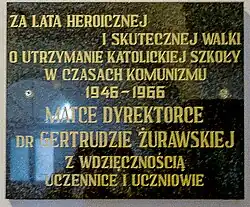 ZA LATA HEROICZNEJ
I SKUTECZNEJ WALKI
O UTRZYMANIE KATOLICKIEJ SZKOŁY
W CZASACH KOMUNIZMU
1946-1966
MATCE DYREKTORCE
DR GERTRUDZIE ŻURAWSKIEJ
Z WDZIĘCZNOŚCIĄ
UCZENNICE I UCZNIOWIE